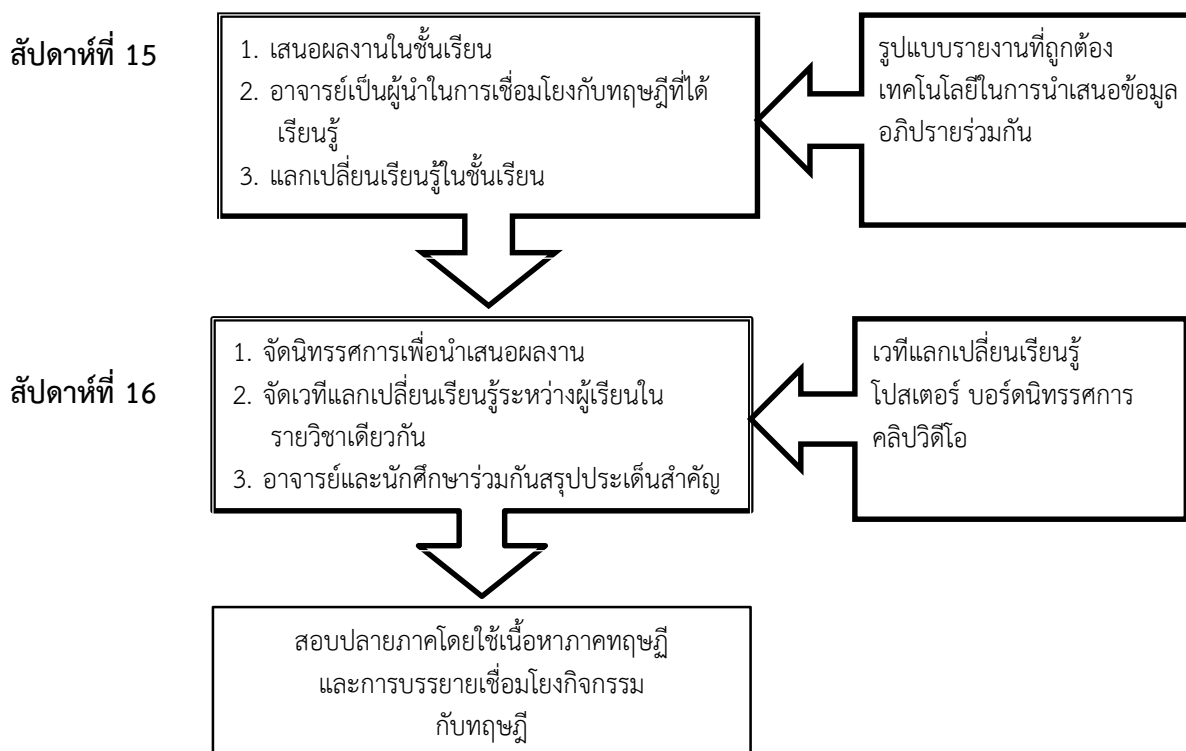 สัปดาห์ที่ 15
1. เสนอผลงานในชั้นเรียน
2. อาจารย์เป็นผู้นำในการเชื่อมโยงกับทฤษฎีที่ได้
เรียนรู้
3. แลกเปลี่ยนเรียนรู้ในชั้นเรียน
รูปแบบรายงานที่ถูกต้อง
เทคโนโลยีในการนำเสนอข้อมูล
อภิปรายร่วมกัน
สัปดาห์ที่ 16
1. จัดนิทรรศการเพื่อนำเสนอผลงาน
2. จัดเวทีแลกเปลี่ยนเรียนรู้ระหว่างผู้เรียนใน
รายวิชาเดียวกัน
3. อาจารย์และนักศึกษาร่วมกันสรุปประเด็นสำคัญ
เวทีแลกเปลี่ยนเรียนรู้
โปสเตอร์ บอร์ดนิทรรศการ
คลิปวิดีโอ
สอบปลายภาคโดยใช้เนื้อหาภาคทฤษฏี
และการบรรยายเชื่อมโยงกิจกรรม
กับทฤษฎี